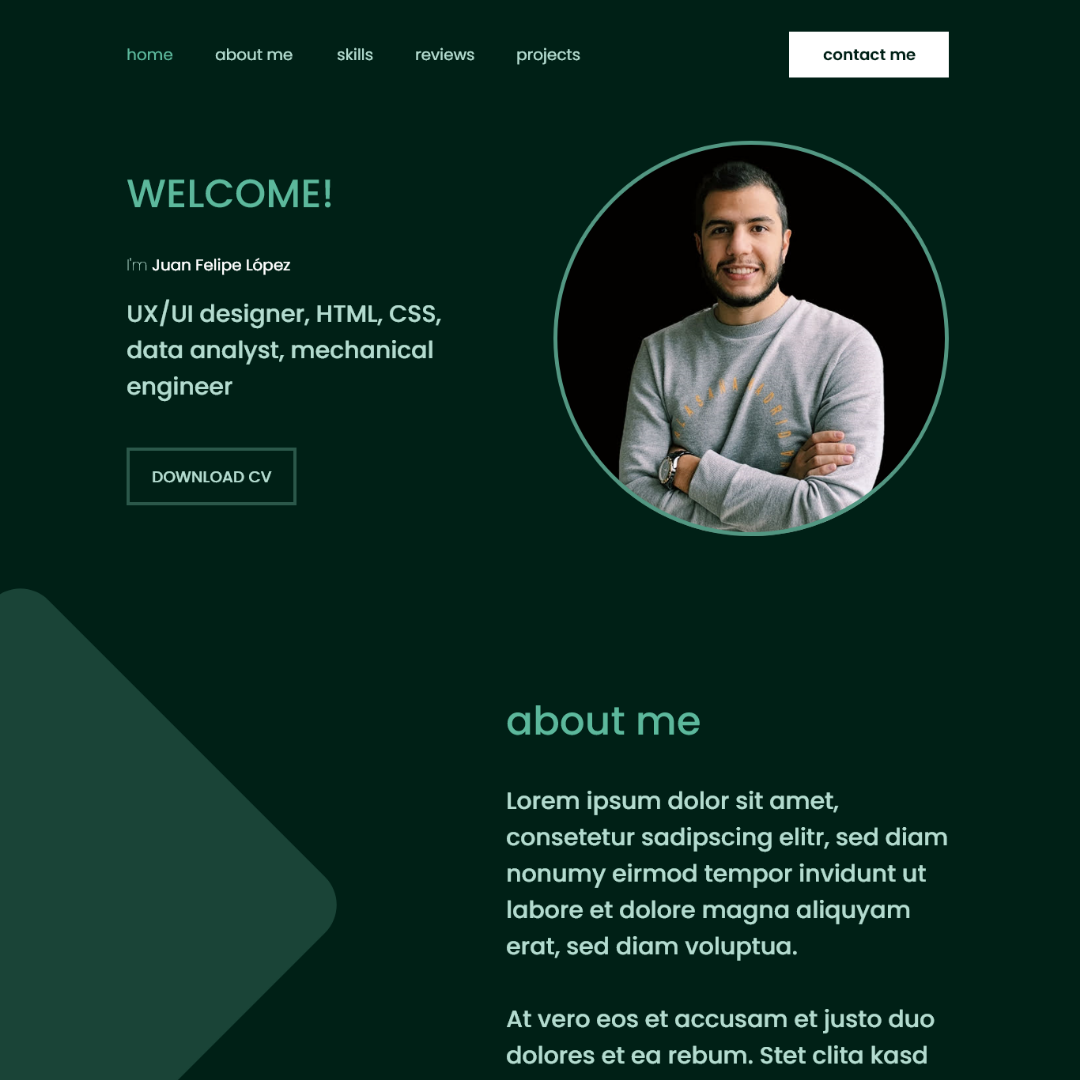 home about me skills reviews projects contact me
WELCOME!
I'm Juan Felipe López
UX/UI designer, HTML, CSS,
data analyst, mechanical
engineer
DOWNLOAD CV
about me
Lorem ipsum dolor sit amet,
consetetur sadipscing elitr, sed diam
nonumy eirmod tempor invidunt ut
labore et dolore magna aliquyam
erat, sed diam voluptua.
At vero eos et accusam et justo duo
dolores et ea rebum. Stet clita kasd